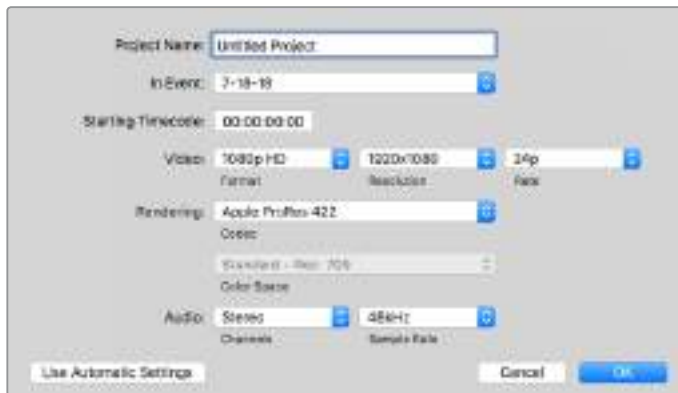 Project Name: Untitled Project
In Event: 7-18-18
Starting Timecode: 00:00:00:00
Video: 1080p HD 1920x1080 24p
Format Resolution Rate
Rendering: Apple ProRes 422
Codec
Standard - Rec. 709
Color Space
Audio: Stereo 48kHz
Channels Sample Rate
Use Automatic Settings Cancel OK